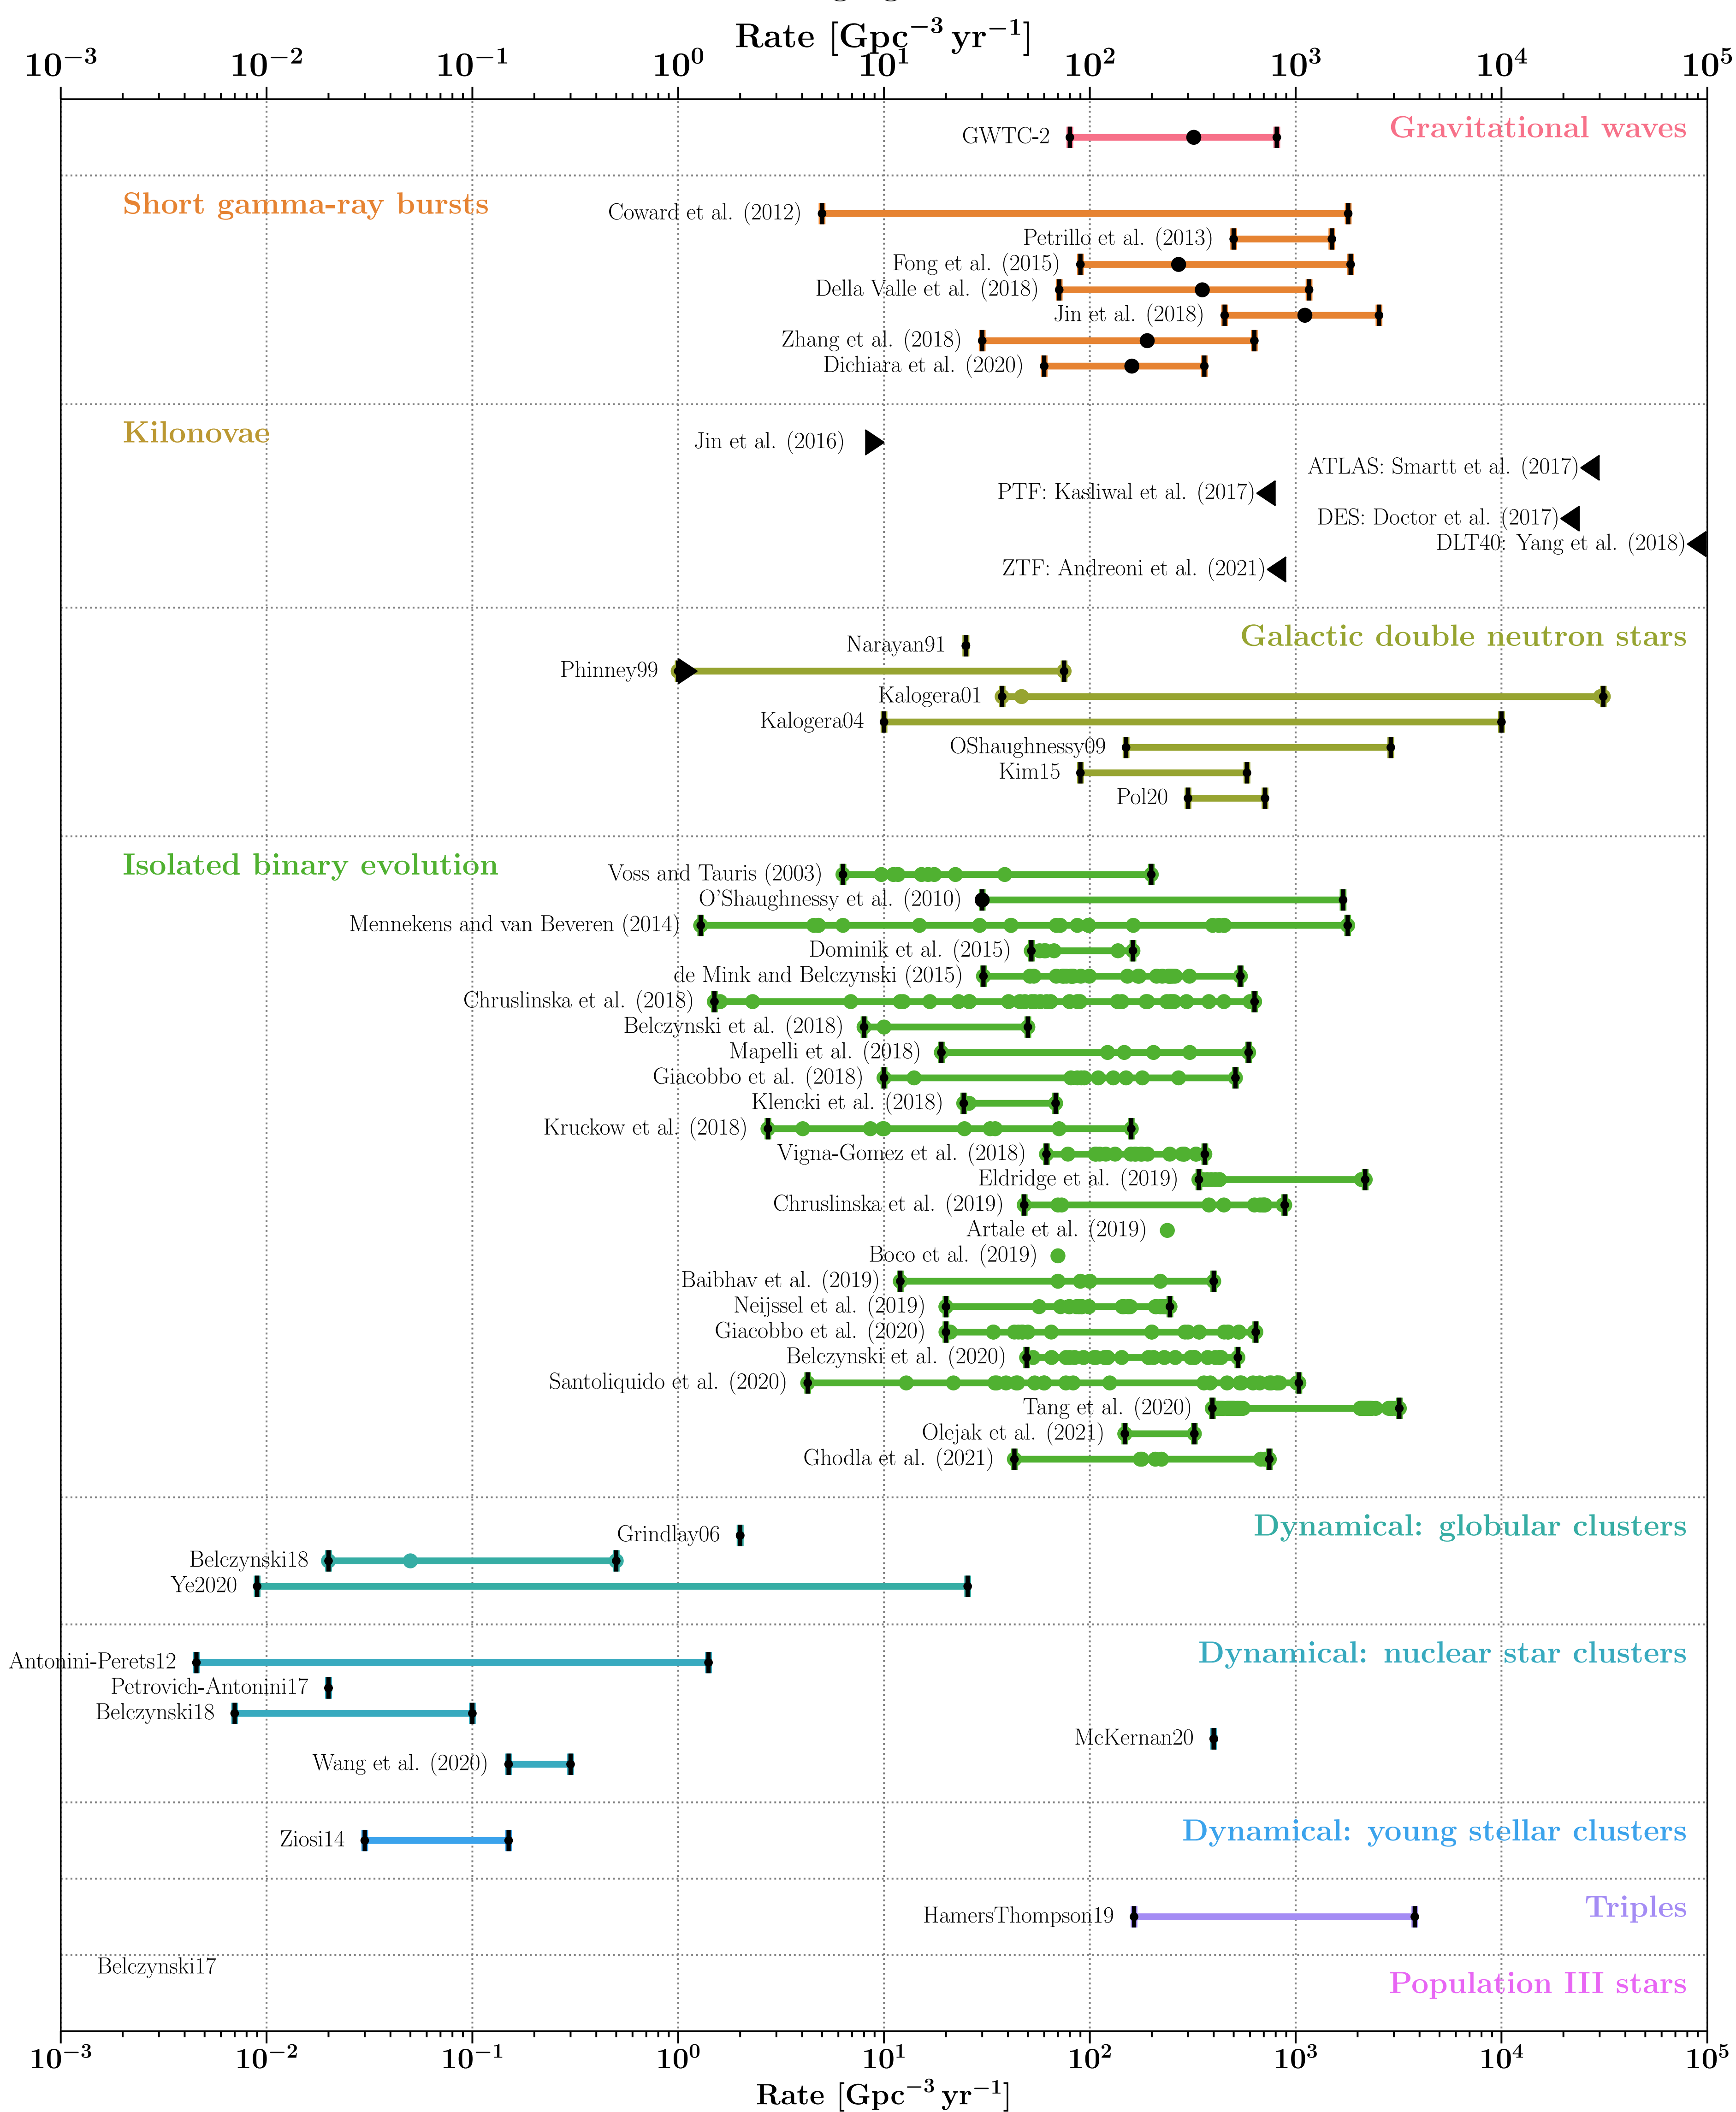 Rate [Gpc⁻³ yr⁻¹]
10⁻³ 10⁻² 10⁻¹ 10⁰ 10¹ 10² 10³ 10⁴ 10⁵
Gravitational waves
GWTC-2
Short gamma-ray bursts
Coward et al. (2012)
Petrillo et al. (2013)
Fong et al. (2015)
Della Valle et al. (2018)
Jin et al. (2018)
Zhang et al. (2018)
Dichiara et al. (2020)
Kilonovae
Jin et al. (2016)
ATLAS: Smartt et al. (2017)
PTF: Kasliwal et al. (2017)
DES: Doctor et al. (2017)
DLT40: Yang et al. (2018)
ZTF: Andreoni et al. (2021)
Galactic double neutron stars
Narayan91
Phinney99
Kalogera01
Kalogera04
OShaughnessy09
Kim15
Pol20
Isolated binary evolution
Voss and Tauris (2003)
O'Shaughnessy et al. (2010)
Mennekens and van Beveren (2014)
Dominik et al. (2015)
de Mink and Belczynski (2015)
Chruslinska et al. (2018)
Belczynski et al. (2018)
Mapelli et al. (2018)
Giacobbo et al. (2018)
Klencki et al. (2018)
Kruckow et al. (2018)
Vigna-Gomez et al. (2018)
Eldridge et al. (2019)
Chruslinska et al. (2019)
Artale et al. (2019)
Boco et al. (2019)
Baibhav et al. (2019)
Neijssel et al. (2019)
Giacobbo et al. (2020)
Belczynski et al. (2020)
Santoliquido et al. (2020)
Tang et al. (2020)
Olejak et al. (2021)
Ghodla et al. (2021)
Dynamical: globular clusters
Grindlay06
Belczynski18
Ye2020
Dynamical: nuclear star clusters
Antonini-Perets12
Petrovich-Antonini17
Belczynski18
McKernan20
Wang et al. (2020)
Dynamical: young stellar clusters
Ziosi14
Triples
HamersThompson19
Belczynski17
Population III stars
10⁻³ 10⁻² 10⁻¹ 10⁰ 10¹ 10² 10³ 10⁴ 10⁵
Rate [Gpc⁻³ yr⁻¹]